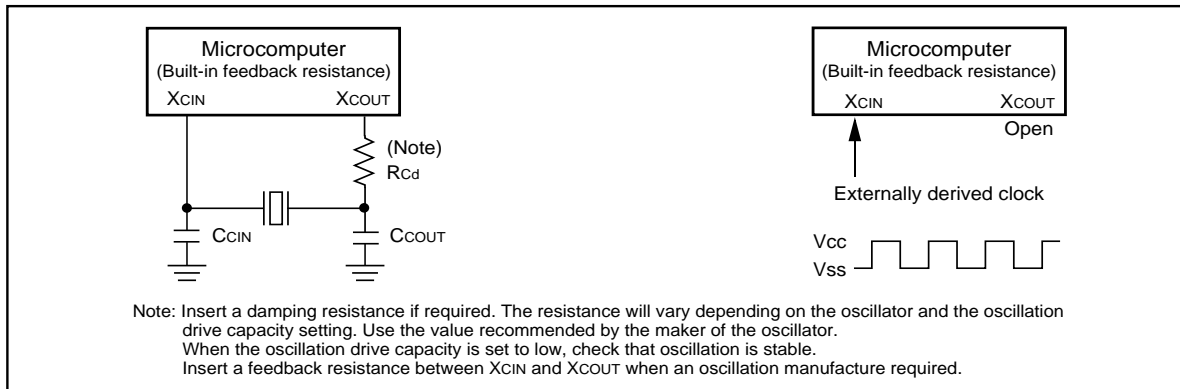 Microcomputer
(Built-in feedback resistance)
XCIN XCOUT
(Note)
RCd
CCIN CCOUT
Microcomputer
(Built-in feedback resistance)
XCIN XCOUT
Open
Externally derived clock
Vcc
Vss
Note: Insert a damping resistance if required. The resistance will vary depending on the oscillator and the oscillation
drive capacity setting. Use the value recommended by the maker of the oscillator.
When the oscillation drive capacity is set to low, check that oscillation is stable.
Insert a feedback resistance between XCIN and XCOUT when an oscillation manufacture required.